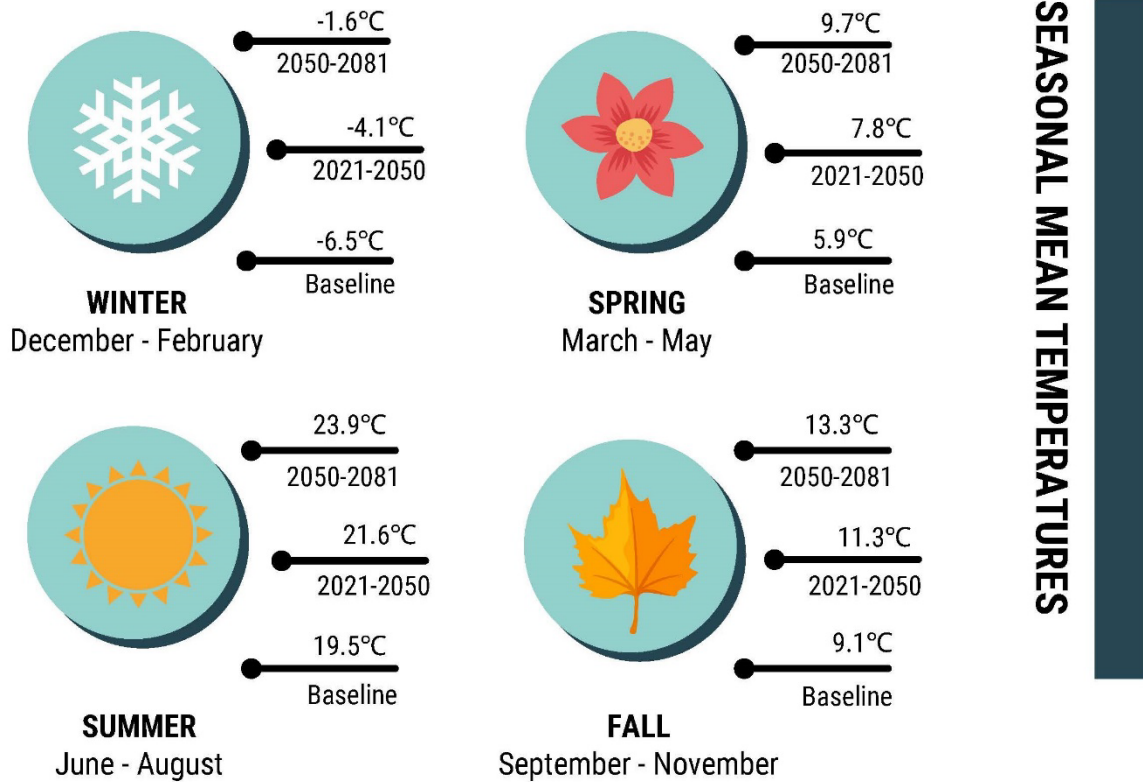 -1.6°C
2050-2081
-4.1°C
2021-2050
-6.5°C
Baseline
WINTER
December - February
9.7°C
2050-2081
7.8°C
2021-2050
5.9°C
Baseline
SPRING
March - May
23.9°C
2050-2081
21.6°C
2021-2050
19.5°C
Baseline
SUMMER
June - August
13.3°C
2050-2081
11.3°C
2021-2050
9.1°C
Baseline
FALL
September - November
SEASONAL MEAN TEMPERATURES